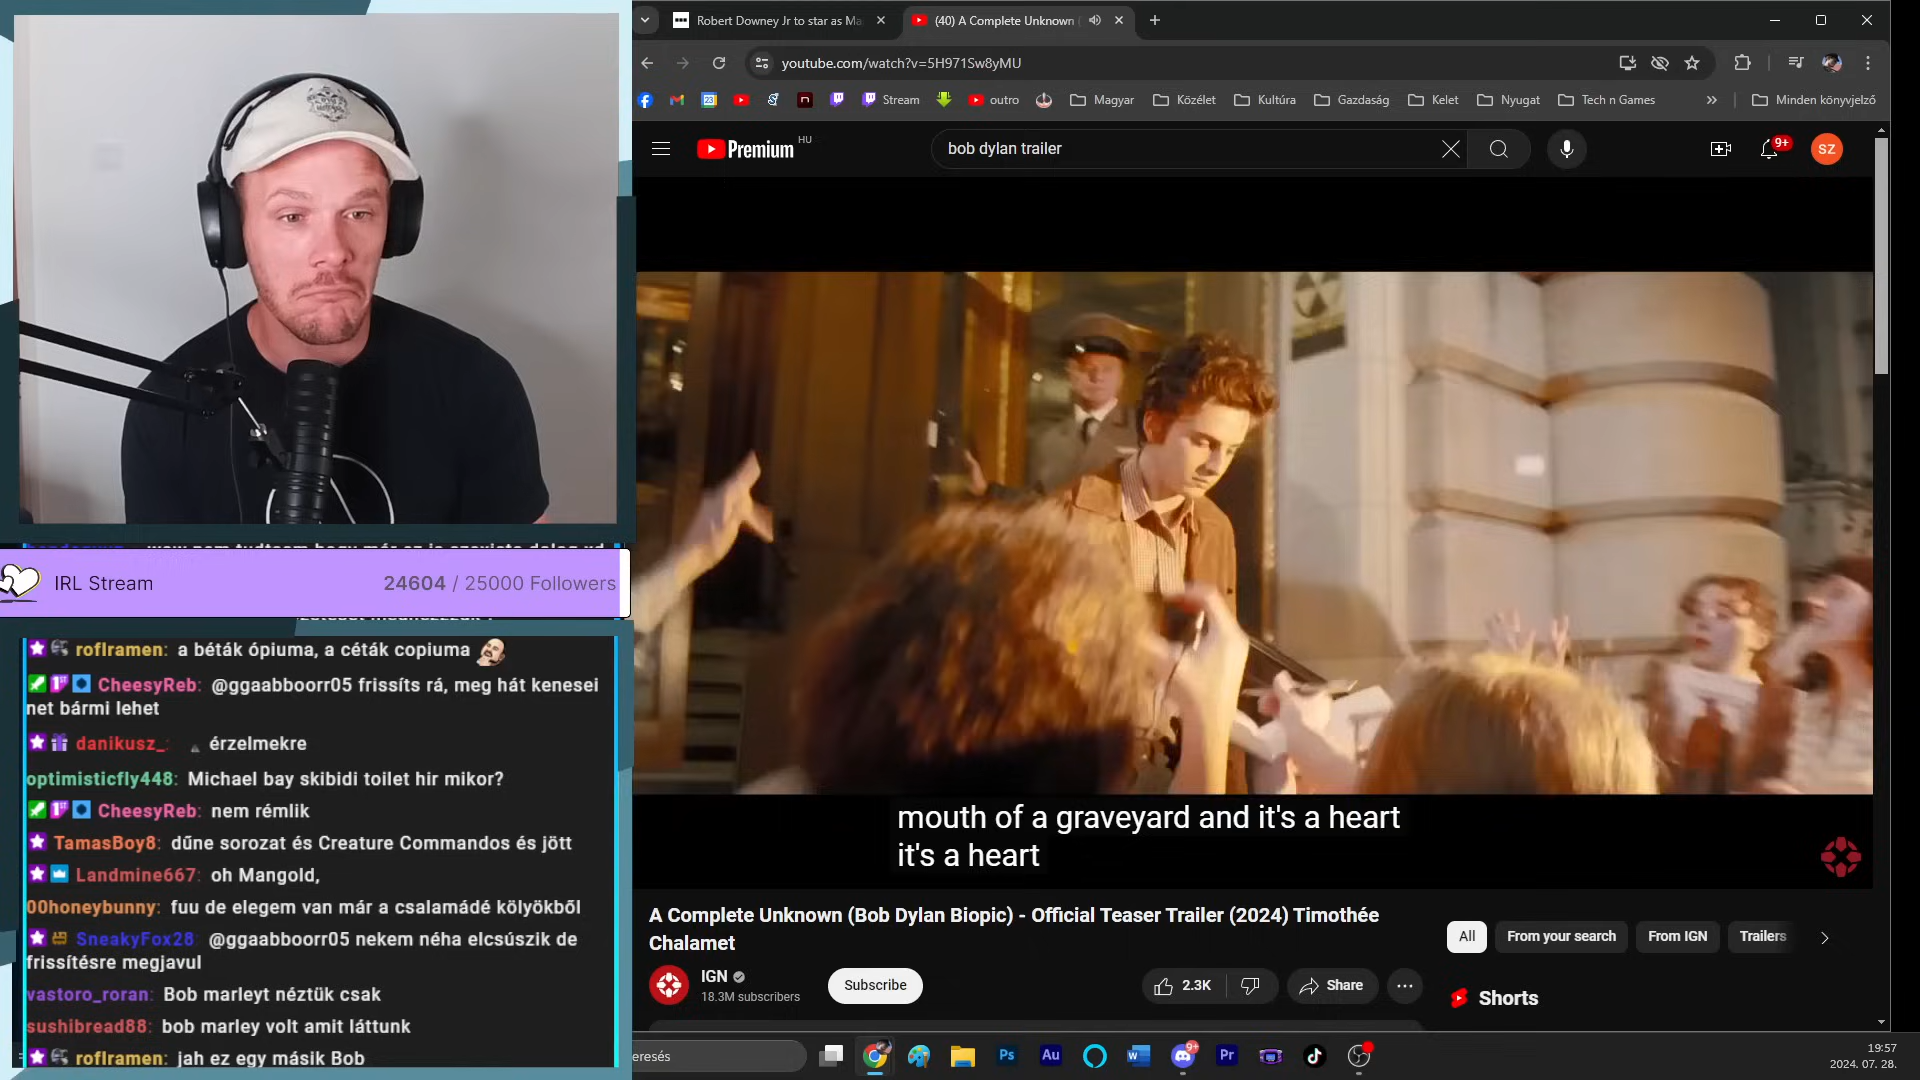 Robert Downey Jr to star as Ma
(40) A Complete Unknown
youtube.com/watch?v=5H971Sw8yMU
Stream
outro
Magyar
Közélet
Kultúra
Gazdaság
Kelet
Nyugat
Tech n Games
Minden könyvjelző
Premium HU
bob dylan trailer
9+
SZ
mouth of a graveyard and it's a heart
it's a heart
A Complete Unknown (Bob Dylan Biopic) - Official Teaser Trailer (2024) Timothée
Chalamet
IGN
18.3M subscribers
Subscribe
2.3K
Share
All
From your search
From IGN
Trailers
Shorts
IRL Stream
24604 / 25000 Followers
roflramen: a béták ópiuma, a céták copiuma
CheesyReb: @ggaabboorr05 frissíts rá, meg hát kenesei
net bármi lehet
danikusz_: érzelmekre
optimisticfly448: Michael bay skibidi toilet hir mikor?
CheesyReb: nem rémlik
TamasBoy8: dűne sorozat és Creature Commandos és jött
Landmine667: oh Mangold,
00honeybunny: fuu de elegem van már a csalamádé kölyökből
SneakyFox28: @ggaabboorr05 nekem néha elcsúszik de
frissítésre megjavul
vastoro_roran: Bob marleyt néztük csak
sushibread88: bob marley volt amit láttunk
roflramen: jah ez egy másik Bob
eresés
Ps
Au
9+
Pr
19:57
2024. 07. 28.